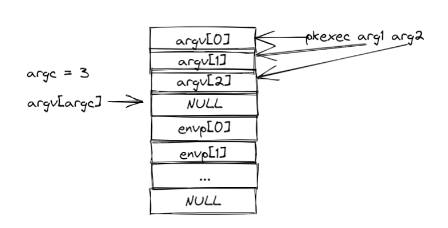 argv[0]
pkexec arg1 arg2
argv[1]
argc = 3
argv[2]
argv[argc]
NULL
envp[0]
envp[1]
...
NULL